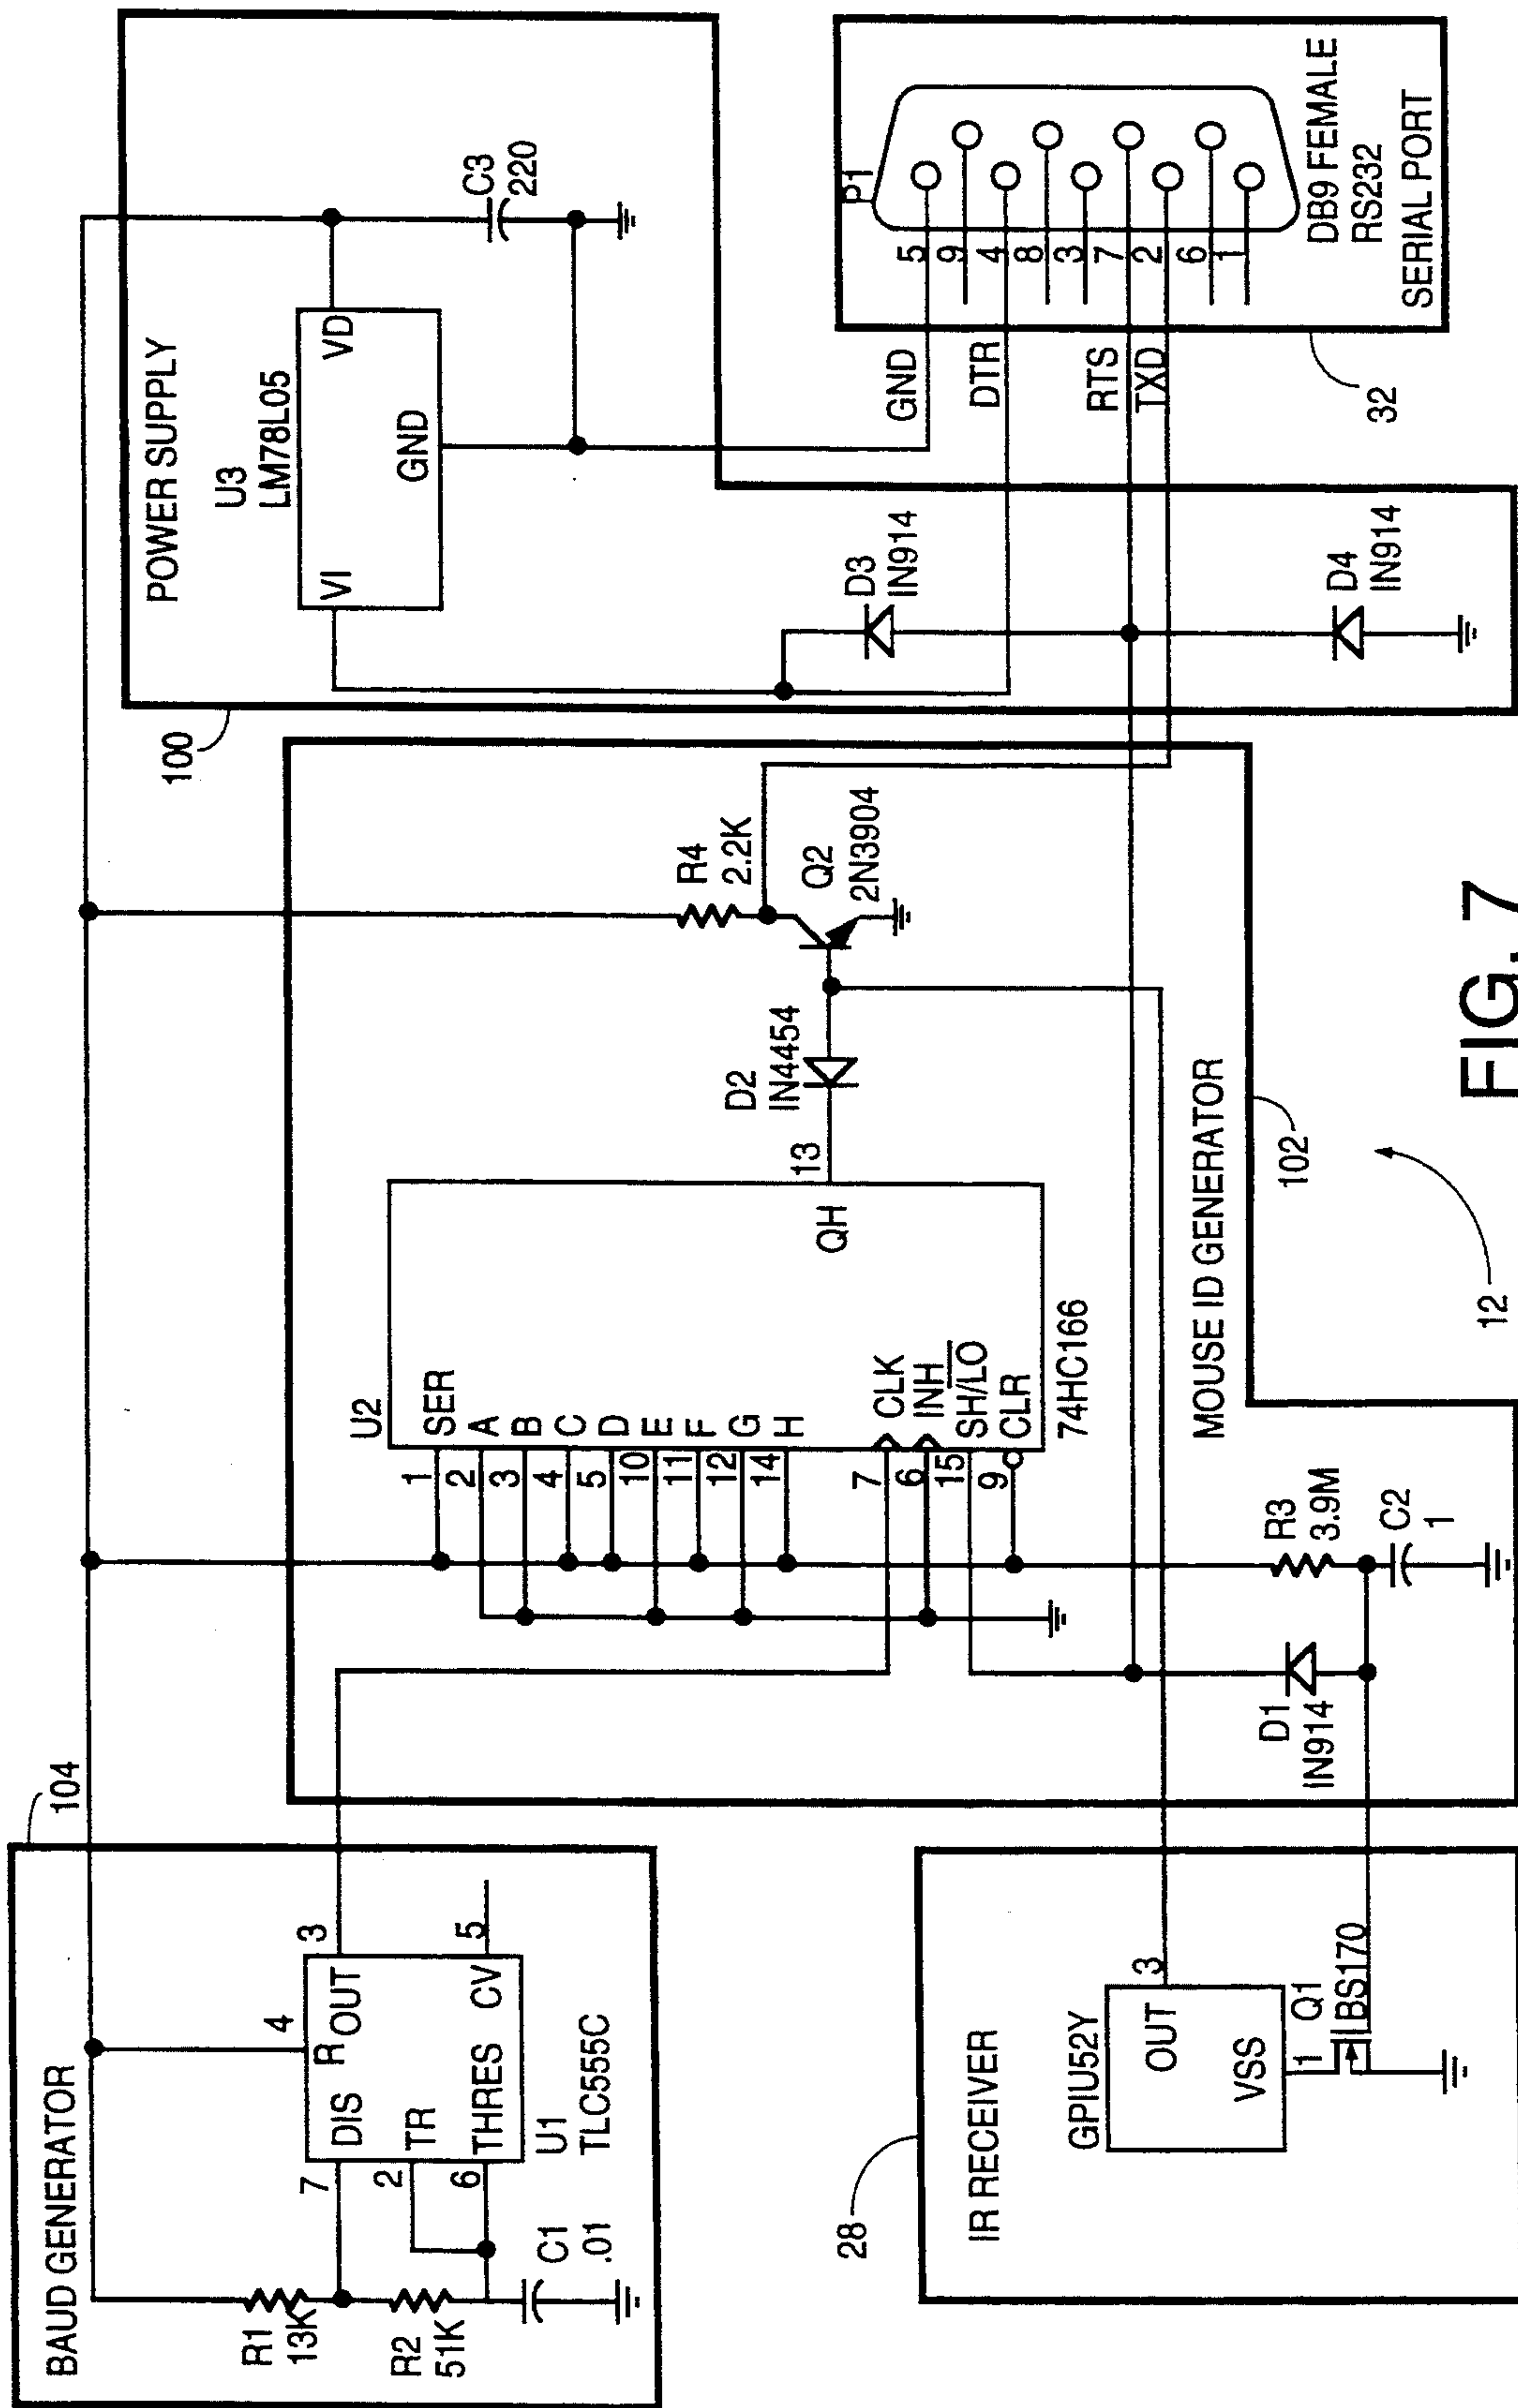 BAUD GENERATOR
104
R1
13K
R2
51K
C1
.01
7
2
6
DIS
TR
THRES
R
OUT
CV
4
3
5
U1
TLC555C
28
IR RECEIVER
GPIU52Y
OUT
VSS
3
1
Q1
BS170
U2
1
2
3
4
5
10
11
12
14
7
6
15
9
SER
A
B
C
D
E
F
G
H
CLK
INH
SH/LO
CLR
QH
13
74HC166
D1
IN914
R3
3.9M
C2
1
D2
IN4454
R4
2.2K
Q2
2N3904
MOUSE ID GENERATOR
102
12
100
POWER SUPPLY
U3
LM78L05
VI
VD
GND
C3
220
D3
IN914
D4
IN914
GND
DTR
RTS
TXD
P1
5
9
4
8
3
7
2
6
1
DB9 FEMALE
RS232
SERIAL PORT
32
FIG. 7